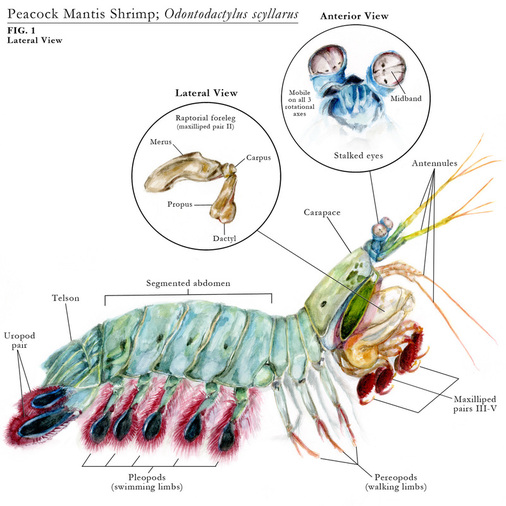 Peacock Mantis Shrimp; Odontodactylus scyllarus
FIG. 1
Lateral View
Anterior View
Mobile
on all 3
rotational
axes
Midband
Stalked eyes
Lateral View
Raptorial foreleg
(maxilliped pair II)
Merus
Carpus
Propus
Dactyl
Antennules
Carapace
Segmented abdomen
Telson
Uropod
pair
Maxilliped
pairs III-V
Pleopods
(swimming limbs)
Pereopods
(walking limbs)